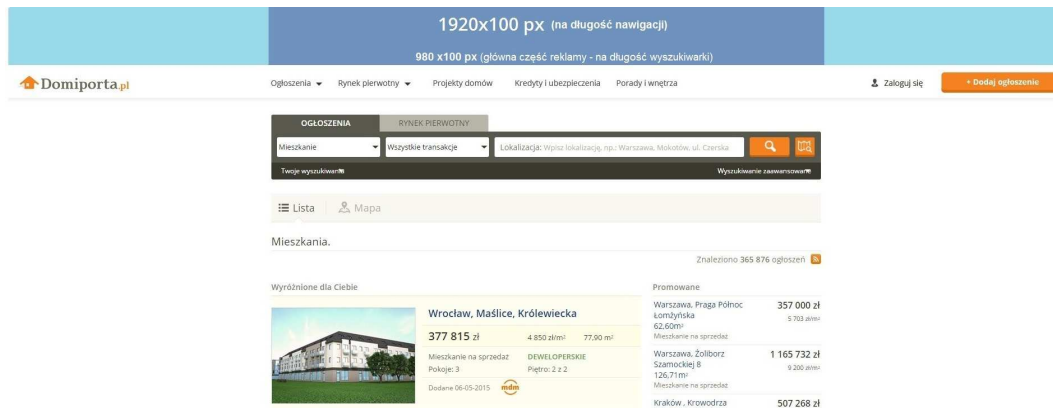 1920x100 px (na długość nawigacji)
980 x100 px (główna część reklamy - na długość wyszukiwarki)
Domiporta.pl
Ogłoszenia
Rynek pierwotny
Projekty domów
Kredyty i ubezpieczenia
Porady i wnętrza
Zaloguj się
+ Dodaj ogłoszenie
OGŁOSZENIA
RYNEK PIERWOTNY
Mieszkanie
Wszystkie transakcje
Lokalizacja: Wpisz lokalizację, np.: Warszawa, Mokotów, ul. Czerska
Twoje wyszukiwan
Wyszukiwanie zaawansowan
Lista
Mapa
Mieszkania.
Znaleziono 365 876 ogłoszeń
Wyróżnione dla Ciebie
Wrocław, Maślice, Królewiecka
377 815 zł
4 850 zł/m²
77,90 m²
Mieszkanie na sprzedaż
DEWELOPERSKIE
Pokoje: 3
Piętro: 2 z 2
Dodane 06-05-2015
mdm
Promowane
Warszawa, Praga Północ
357 000 zł
Łomżyńska
5 703 zł/m²
62,60m²
Mieszkanie na sprzedaż
Warszawa, Żoliborz
1 165 732 zł
Szamockiej 8
9 200 zł/m²
126,71m²
Mieszkanie na sprzedaż
Kraków , Krowodrza
507 268 zł